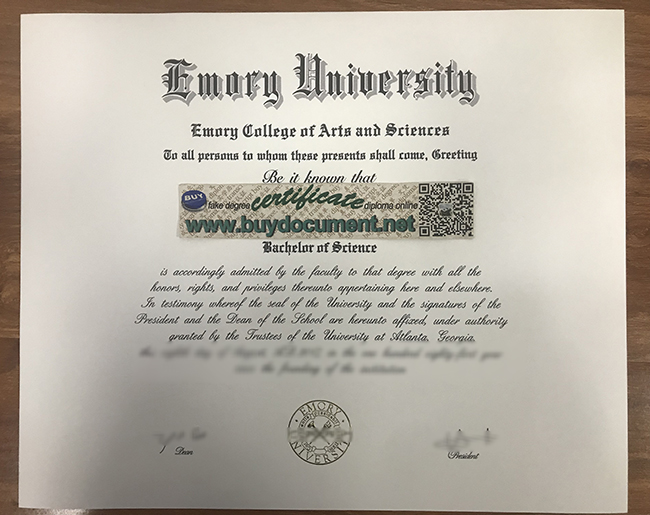 Emory University
Emory College of Arts and Sciences
To all persons to whom these presents shall come, Greeting
Be it known that
BUY fake degree certificate diploma online
www.buydocument.net
Bachelor of Science
is accordingly admitted by the faculty to that degree with all the
honors, rights, and privileges thereunto appertaining here and elsewhere.
In testimony whereof the seal of the University and the signatures of the
President and the Dean of the School are hereunto affixed, under authority
granted by the Trustees of the University at Atlanta, Georgia,
EMORY
UNIVERSITY
Dean
President